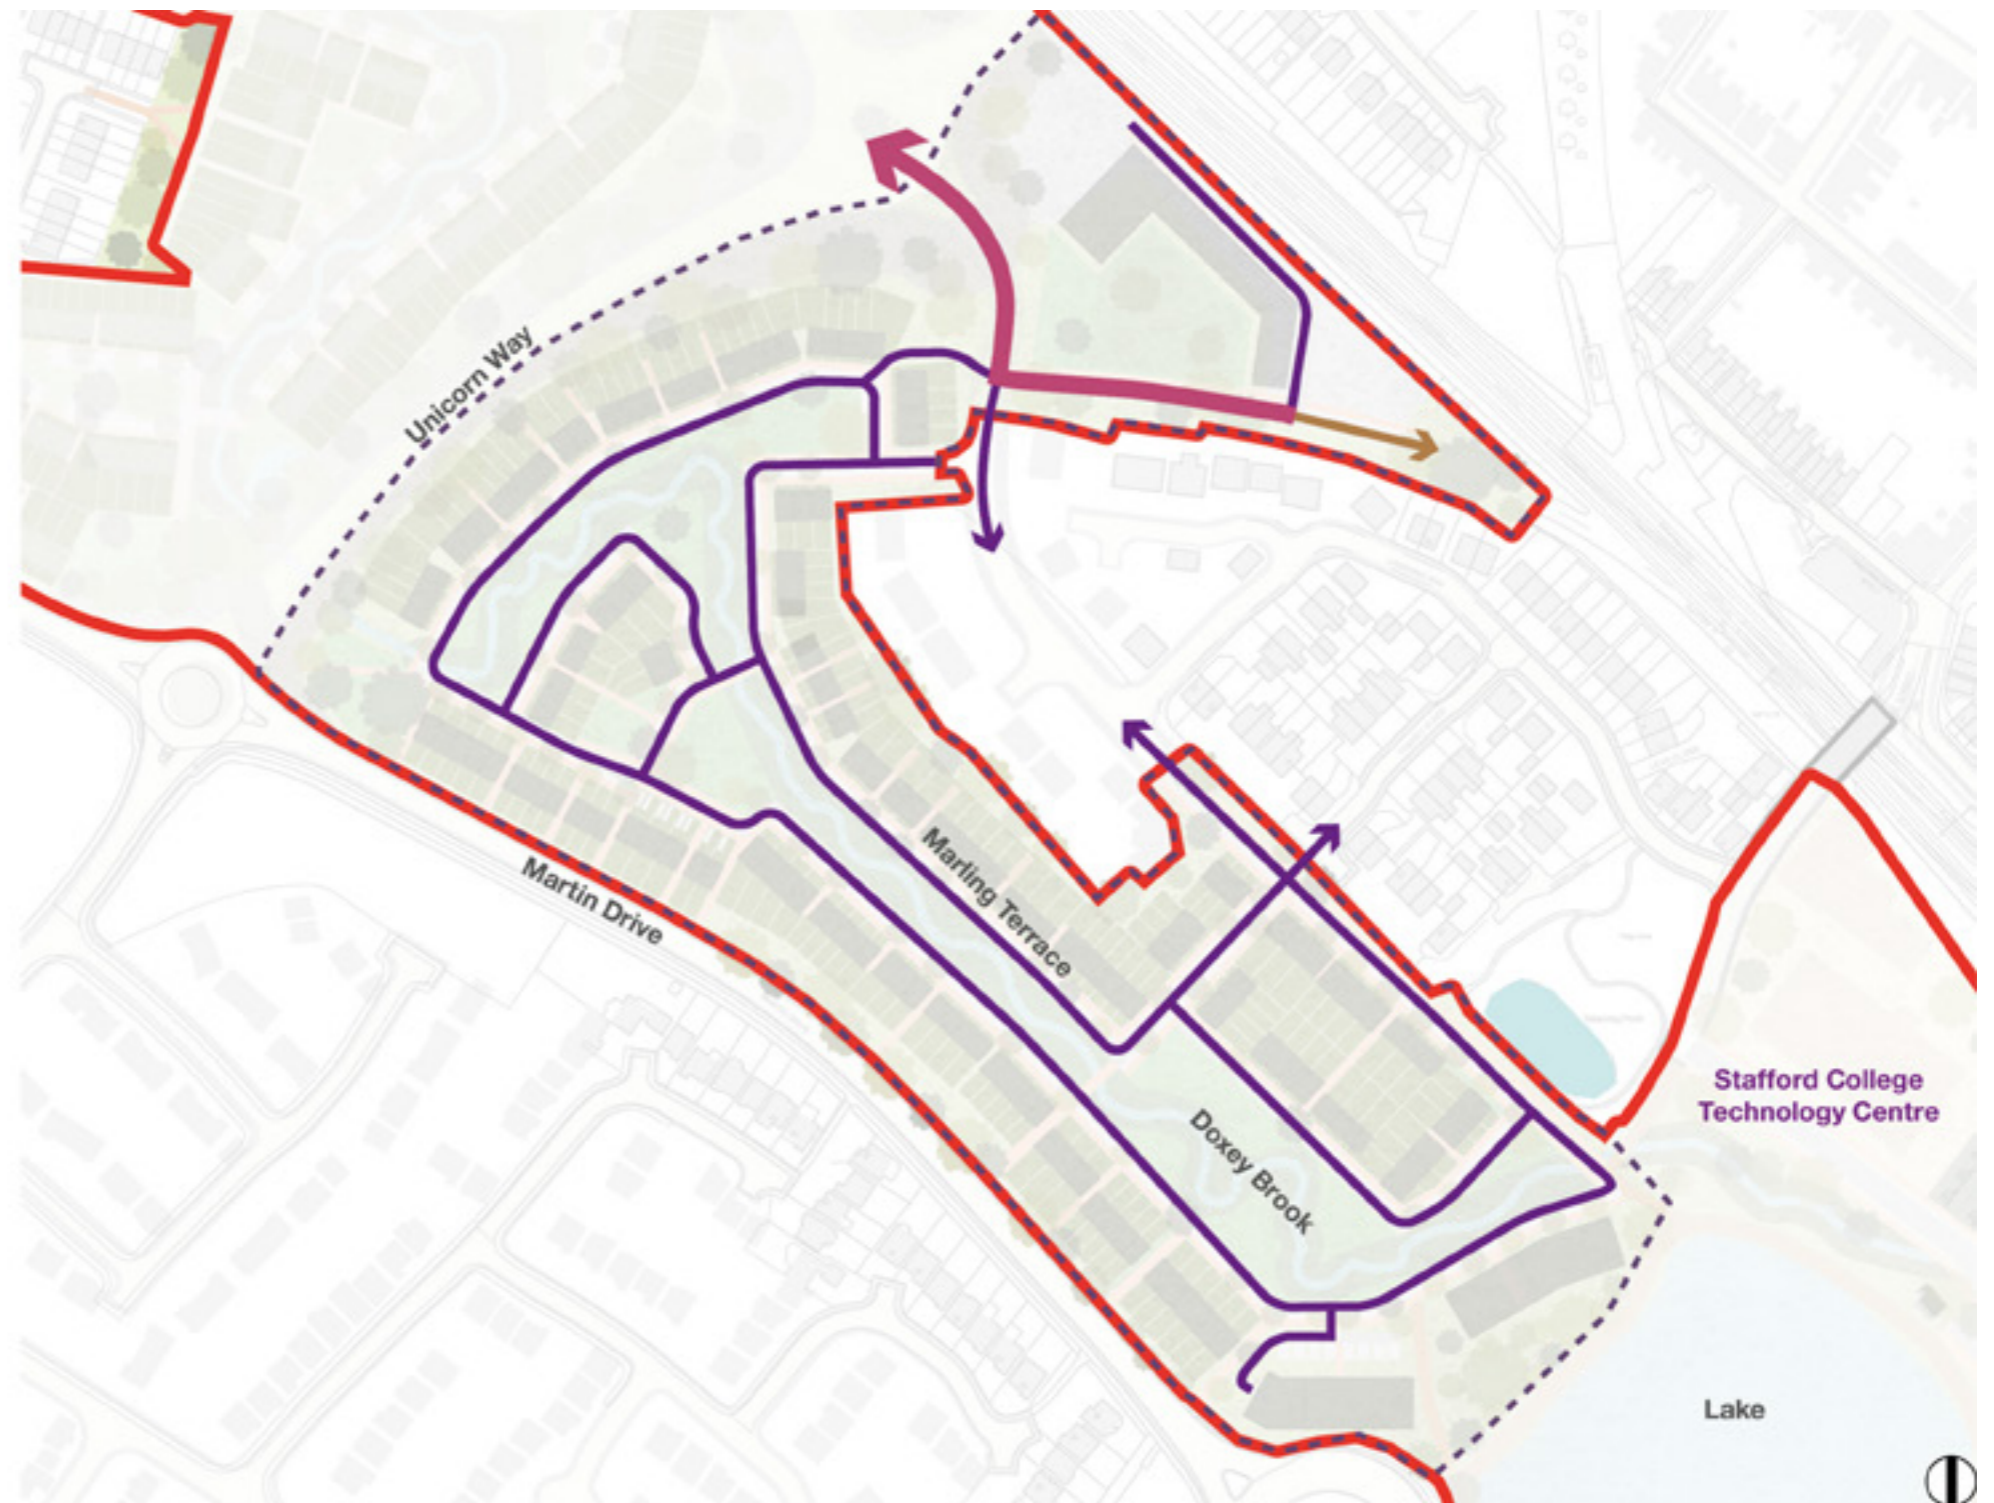 Unicorn Way
Martin Drive
Marling Terrace
Doxey Brook
Stafford College
Technology Centre
Lake